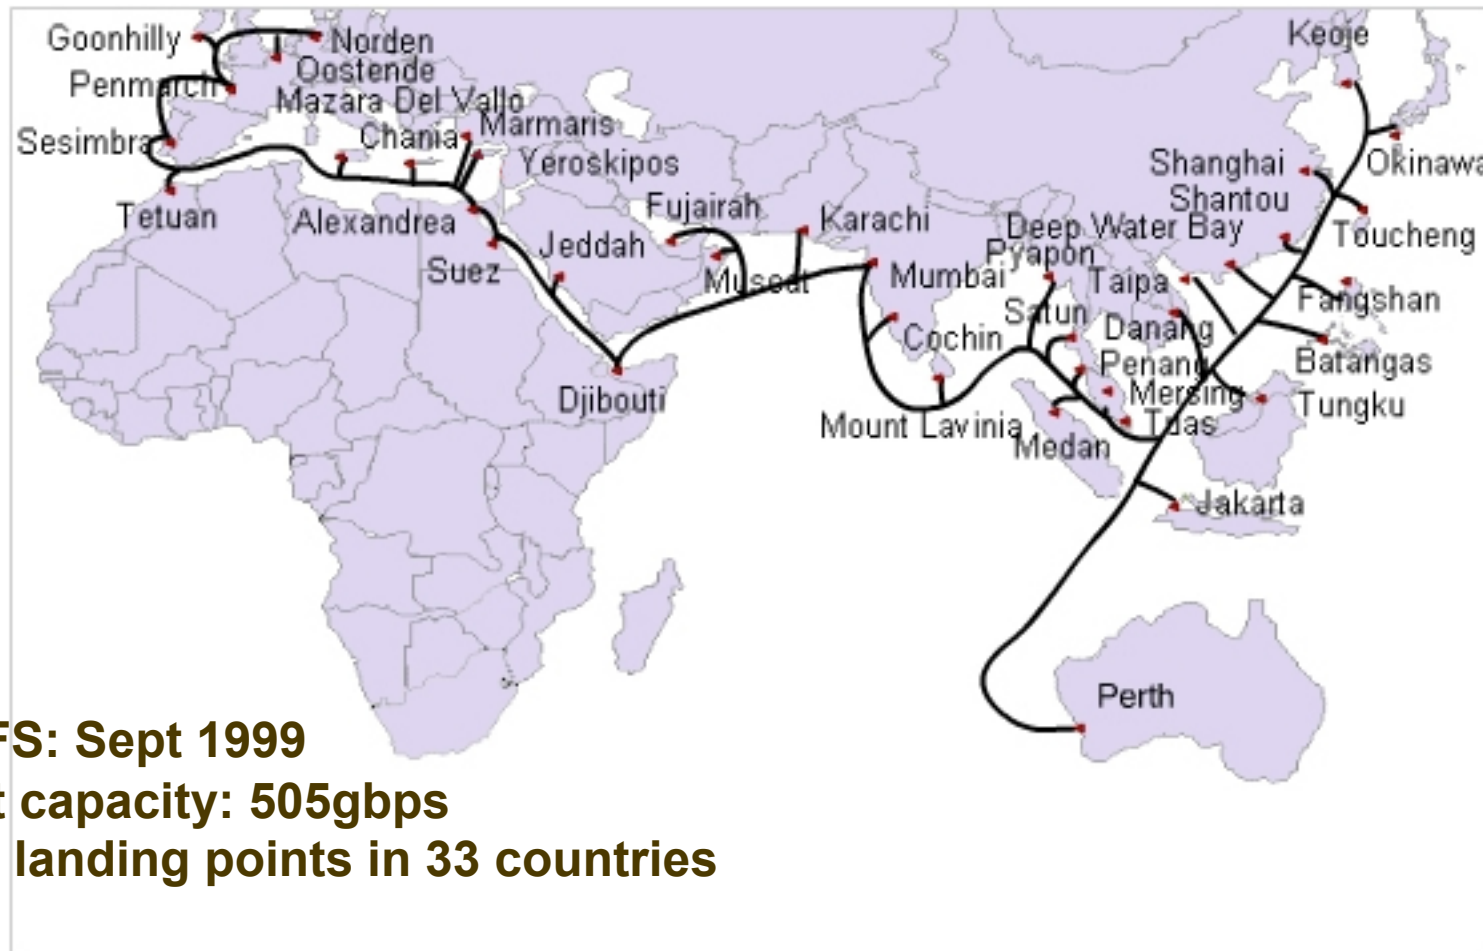 Goonhilly
Norden
Oostende
Penmarch
Mazara Del Vallo
Chania
Marmaris
Sesimbra
Yeroskipos
Tetuan
Alexandrea
Suez
Jeddah
Fujairah
Muscat
Karachi
Mumbai
Cochin
Djibouti
Mount Lavinia
Keoje
Okinawa
Shanghai
Shantou
Toucheng
Deep Water Bay
Pyapon
Taipa
Fangshan
Satun
Danang
Batangas
Penang
Mersing
Tungku
Tuas
Medan
Jakarta
Perth
FS: Sept 1999
t capacity: 505gbps
landing points in 33 countries